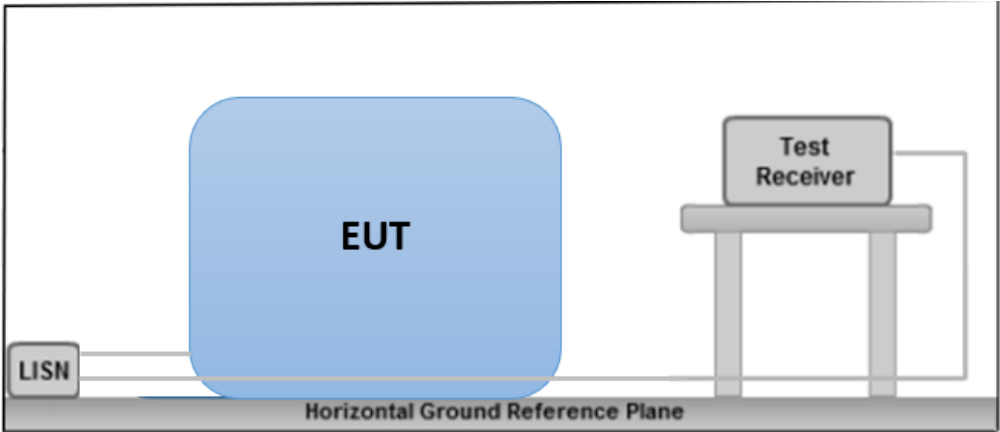 Test
Receiver
EUT
LISN
Horizontal Ground Reference Plane